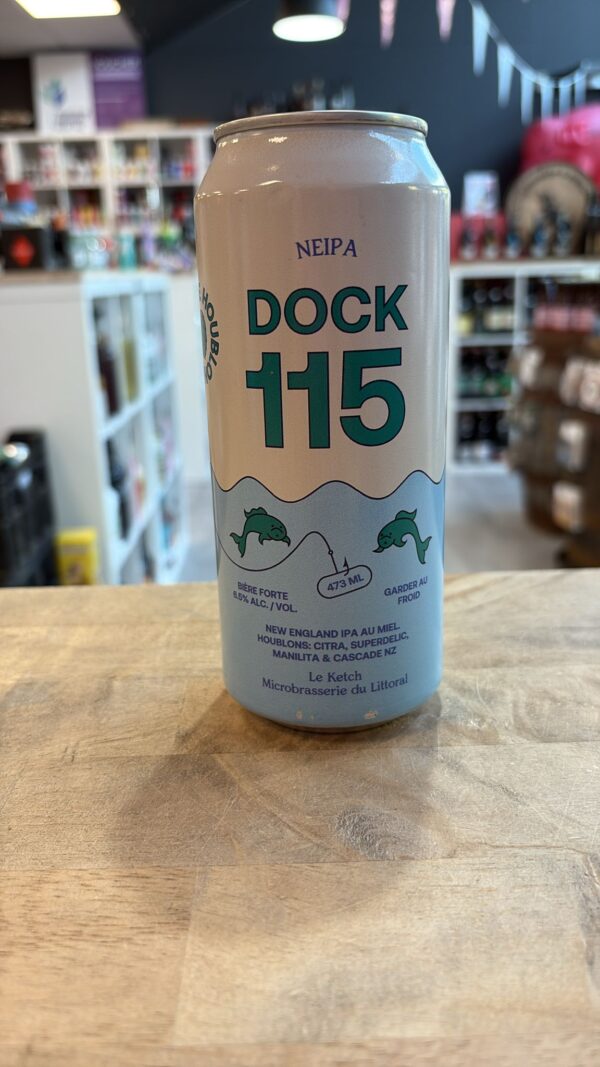 NEIPA
DOCK
115
HOUBLO
473 ML
BIÈRE FORTE
6.5% ALC. / VOL.
GARDER AU
FROID
NEW ENGLAND IPA AU MIEL
HOUBLONS: CITRA, SUPERDELIC,
MANILITA & CASCADE NZ
Le Ketch
Microbrasserie du Littoral